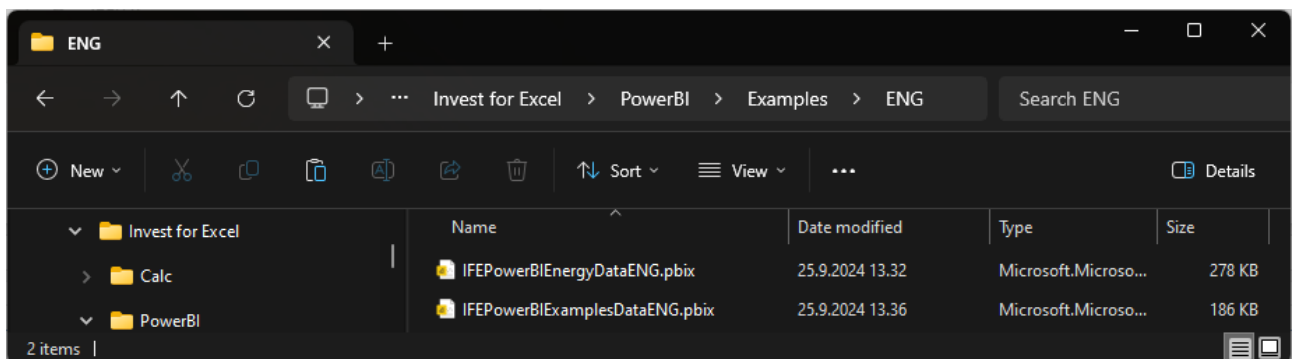 ENG
Invest for Excel > PowerBI > Examples > ENG Search ENG
New Sort View Details
Invest for Excel Name Date modified Type Size
Calc IFEPowerBIEnergyDataENG.pbix 25.9.2024 13.32 Microsoft.Microso... 278 KB
PowerBI IFEPowerBIExamplesDataENG.pbix 25.9.2024 13.36 Microsoft.Microso... 186 KB
2 items